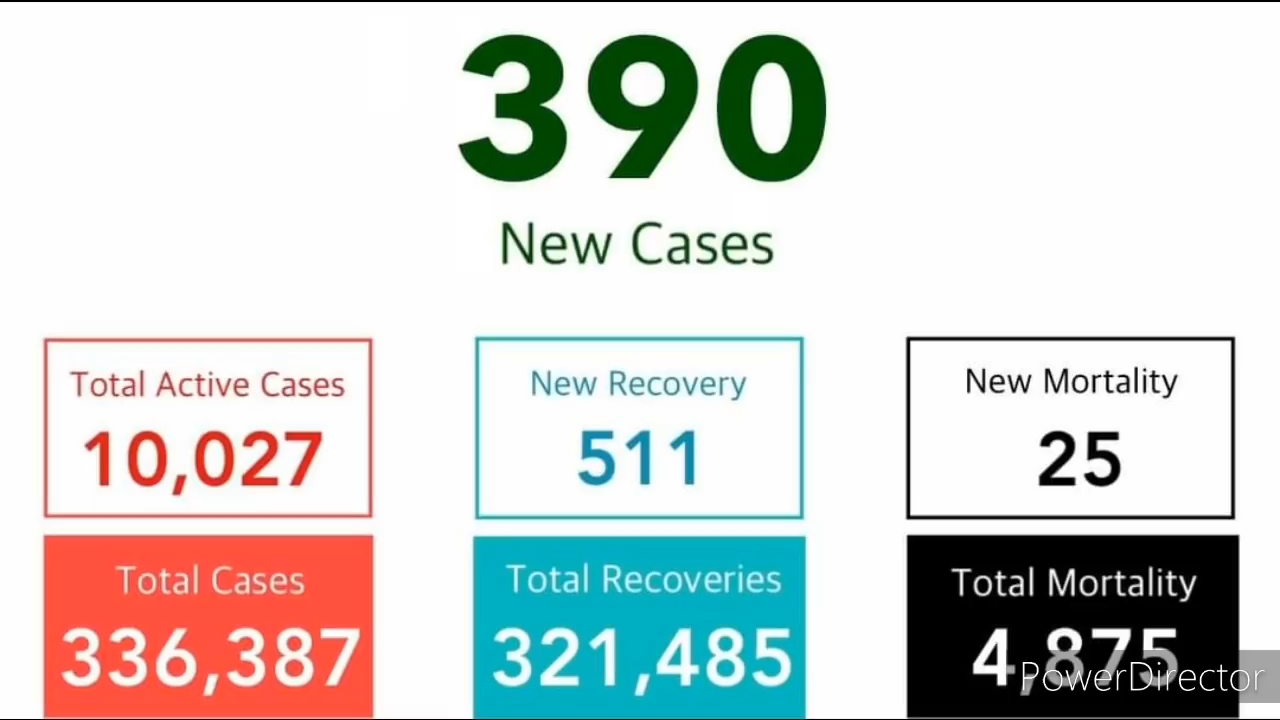 390
New Cases
Total Active Cases
10,027
New Recovery
511
New Mortality
25
Total Cases
336,387
Total Recoveries
321,485
Total Mortality
4,875
PowerDirector